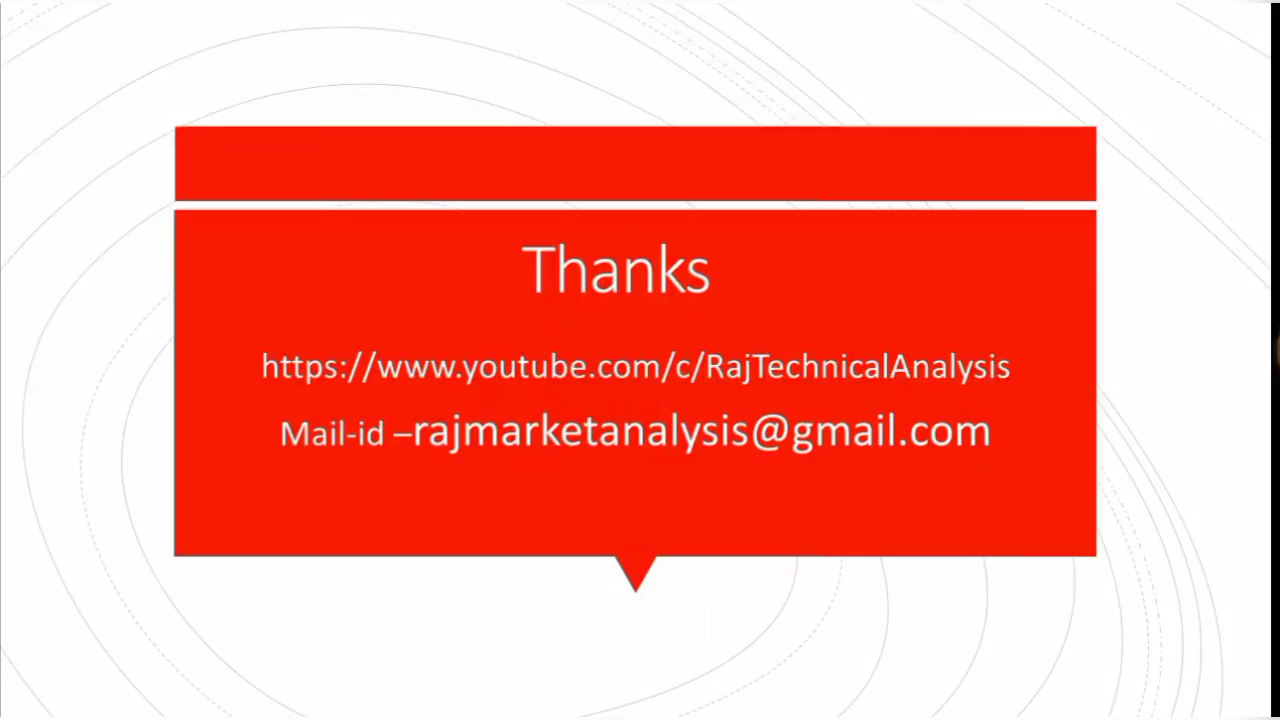 Thanks
https://www.youtube.com/c/RajTechnicalAnalysis
Mail-id –rajmarketanalysis@gmail.com